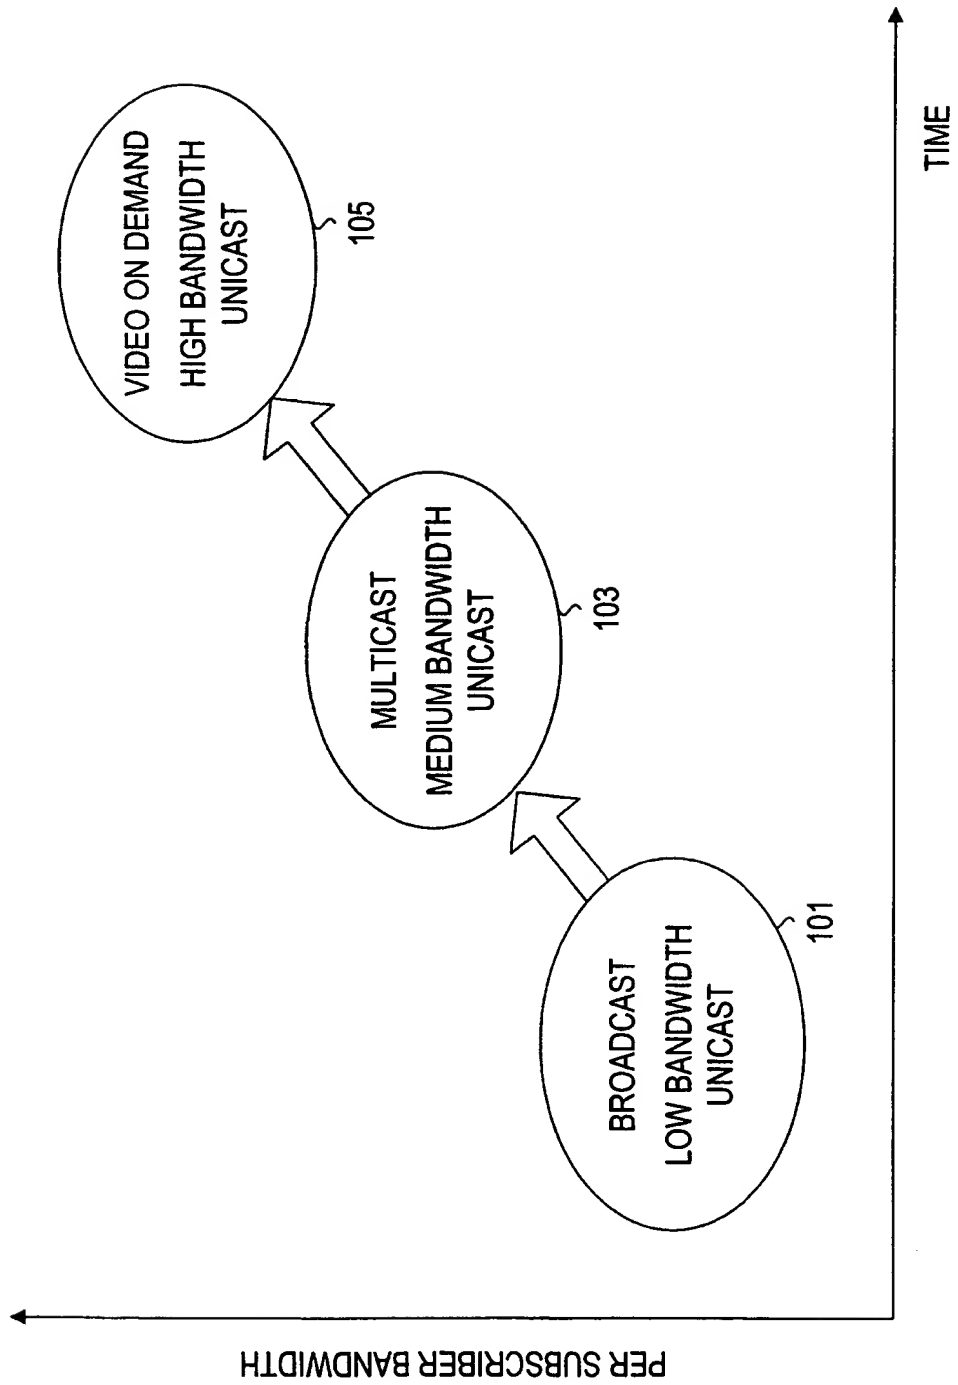 PER SUBSCRIBER BANDWIDTH
VIDEO ON DEMAND
HIGH BANDWIDTH
UNICAST
105
MULTICAST
MEDIUM BANDWIDTH
UNICAST
103
BROADCAST
LOW BANDWIDTH
UNICAST
101
TIME